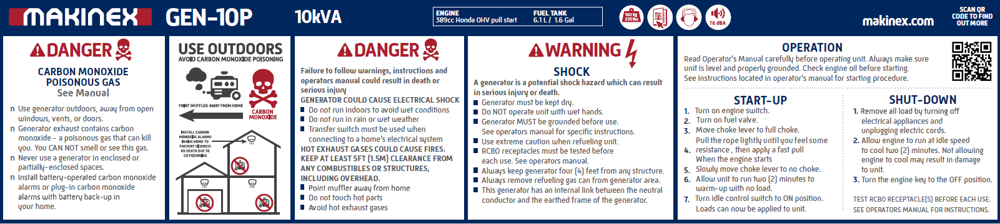 MAKINEX GEN-10P 10kVA
ENGINE
389cc Honda OHV pull start
FUEL TANK
6.1 L / 1.6 Gal
102 kg
225 lbs
READ
USER
GUIDE
76 dBA
makinex.com
SCAN QR
CODE TO FIND
OUT MORE
DANGER
CARBON MONOXIDE
POISONOUS GAS
See Manual
n Use generator outdoors, away from open
windows, vents, or doors.
n Generator exhaust contains carbon
monoxide - a poisonous gas that can kill
you. You CAN NOT smell or see this gas.
n Never use a generator in enclosed or
partially-enclosed spaces.
n Install battery-operated carbon monoxide
alarms or plug-in carbon monoxide
alarms with battery back-up in
your home.
USE OUTDOORS
AVOID CARBON MONOXIDE POISONING
POINT MUFFLER AWAY FROM HOME
CARBON
MONOXIDE
INSTALL CARBON
MONOXIDE ALARMS
INSIDE HOME TO
PREVENT SICKNESS
OR DEATH DUE TO
CO POISONING
DANGER
Failure to follow warnings, instructions and
operators manual could result in death or
serious injury
GENERATOR COULD CAUSE ELECTRICAL SHOCK
Do not run indoors to avoid wet conditions
Do not run in rain or wet weather
Transfer switch must be used when
connecting to a home's electrical system
HOT EXHAUST GASES COULD CAUSE FIRES.
KEEP AT LEAST 5FT (1.5M) CLEARANCE FROM
ANY COMBUSTIBLES OR STRUCTURES,
INCLUDING OVERHEAD.
Point muffler away from home
Do not touch hot parts
Avoid hot exhaust gases
WARNING
SHOCK
A generator is a potential shock hazard which can result
in serious injury or death.
Generator must be kept dry.
Do NOT operate unit with wet hands.
Generator MUST be grounded before use.
See operators manual for specific instructions.
Use extreme caution when refueling unit.
RCBO receptacles must be tested before
each use. See operators manual.
Always keep generator four (4) feet from any structure.
Always remove refueling gas can from generator area.
This generator has an internal link between the neutral
conductor and the earthed frame of the generator.
OPERATION
Read Operator's Manual carefully before operating unit. Always make sure
unit is level and properly grounded. Check engine oil before starting.
See instructions located in operator's manual for starting procedure.
START-UP
1. Turn on engine switch.
2. Turn on fuel valve.
3. Move choke lever to full choke.
Pull the rope lightly until you feel some
4. resistance , then apply a fast pull
When the engine starts
5. Slowly move choke lever to no choke.
6. Allow unit to run two (2) minutes to
warm-up with no load.
7. Turn idle control switch to ON position.
Loads can now be applied to unit.
SHUT-DOWN
1. Remove all load by turning off
electrical appliances and
unplugging electric cords.
2. Allow engine to run at idle speed
to cool two (2) minutes. Not allowing
engine to cool may result in damage
to unit.
3. Turn the engine key to the OFF position.
TEST RCBO RECEPTACLE(S) BEFORE EACH USE.
SEE OPERATORS MANUAL FOR INSTRUCTIONS.